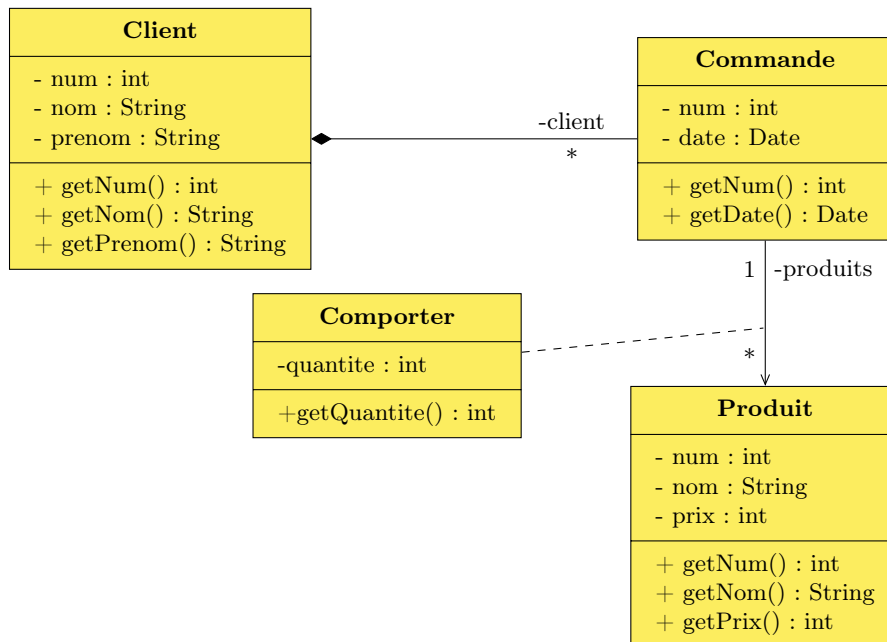 Client
- num : int
- nom : String
- prenom : String
+ getNum() : int
+ getNom() : String
+ getPrenom() : String
-client
*
Commande
- num : int
- date : Date
+ getNum() : int
+ getDate() : Date
1
-produits
*
Comporter
-quantite : int
+getQuantite() : int
Produit
- num : int
- nom : String
- prix : int
+ getNum() : int
+ getNom() : String
+ getPrix() : int